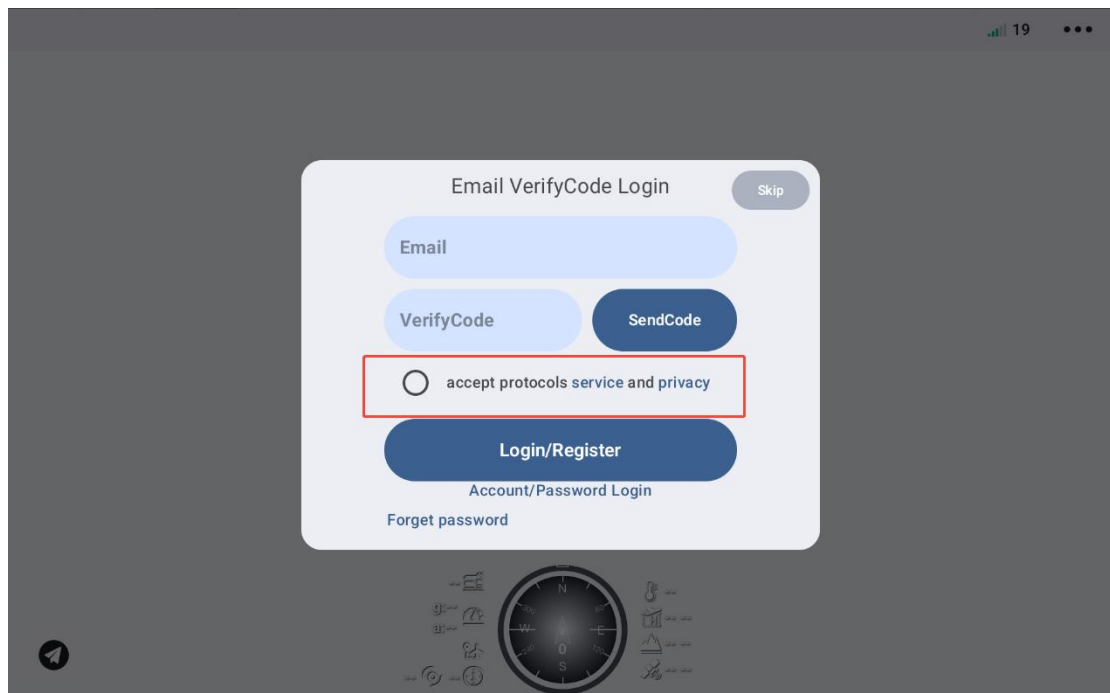 19
Email VerifyCode Login
Skip
Email
VerifyCode
SendCode
accept protocols service and privacy
Login/Register
Account/Password Login
Forget password
N
W
E
0
S
g:--
a:--